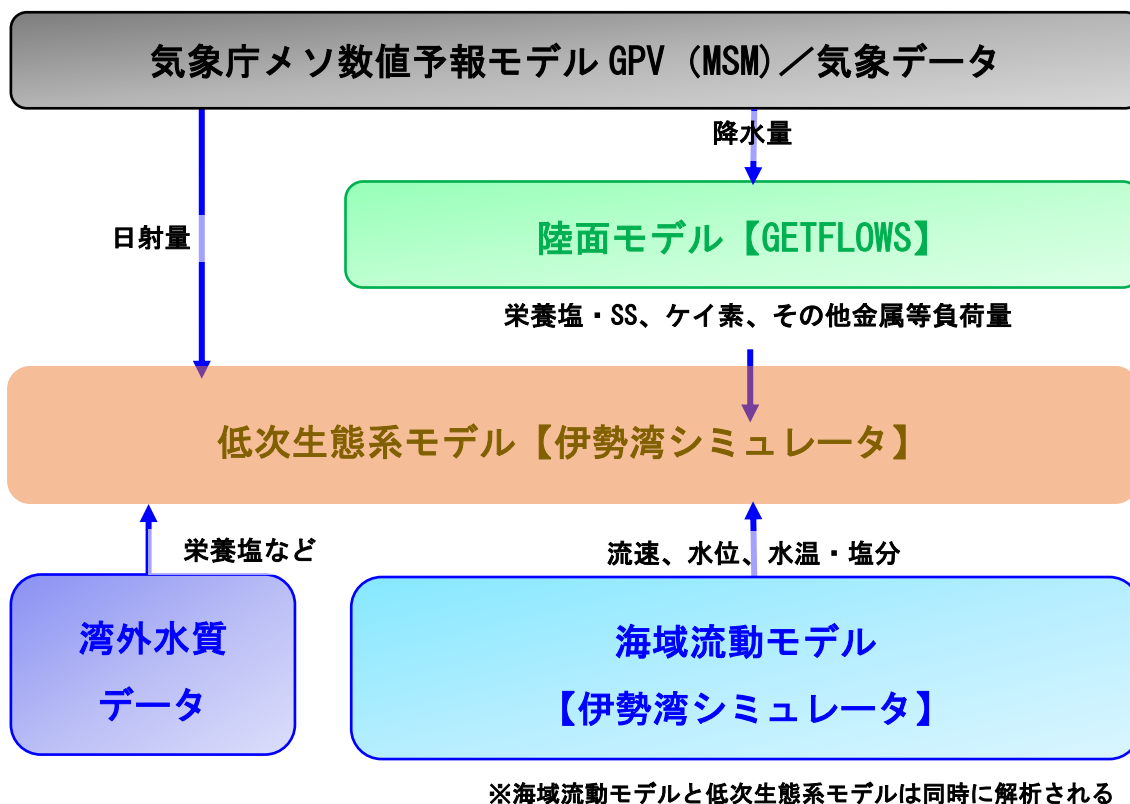 気象庁メソ数値予報モデル GPV (MSM)／気象データ
降水量
日射量
陸面モデル【GETFLOWS】
栄養塩・SS、ケイ素、その他金属等負荷量
低次生態系モデル【伊勢湾シミュレータ】
栄養塩など
流速、水位、水温・塩分
湾外水質
データ
海域流動モデル
【伊勢湾シミュレータ】
※海域流動モデルと低次生態系モデルは同時に解析される